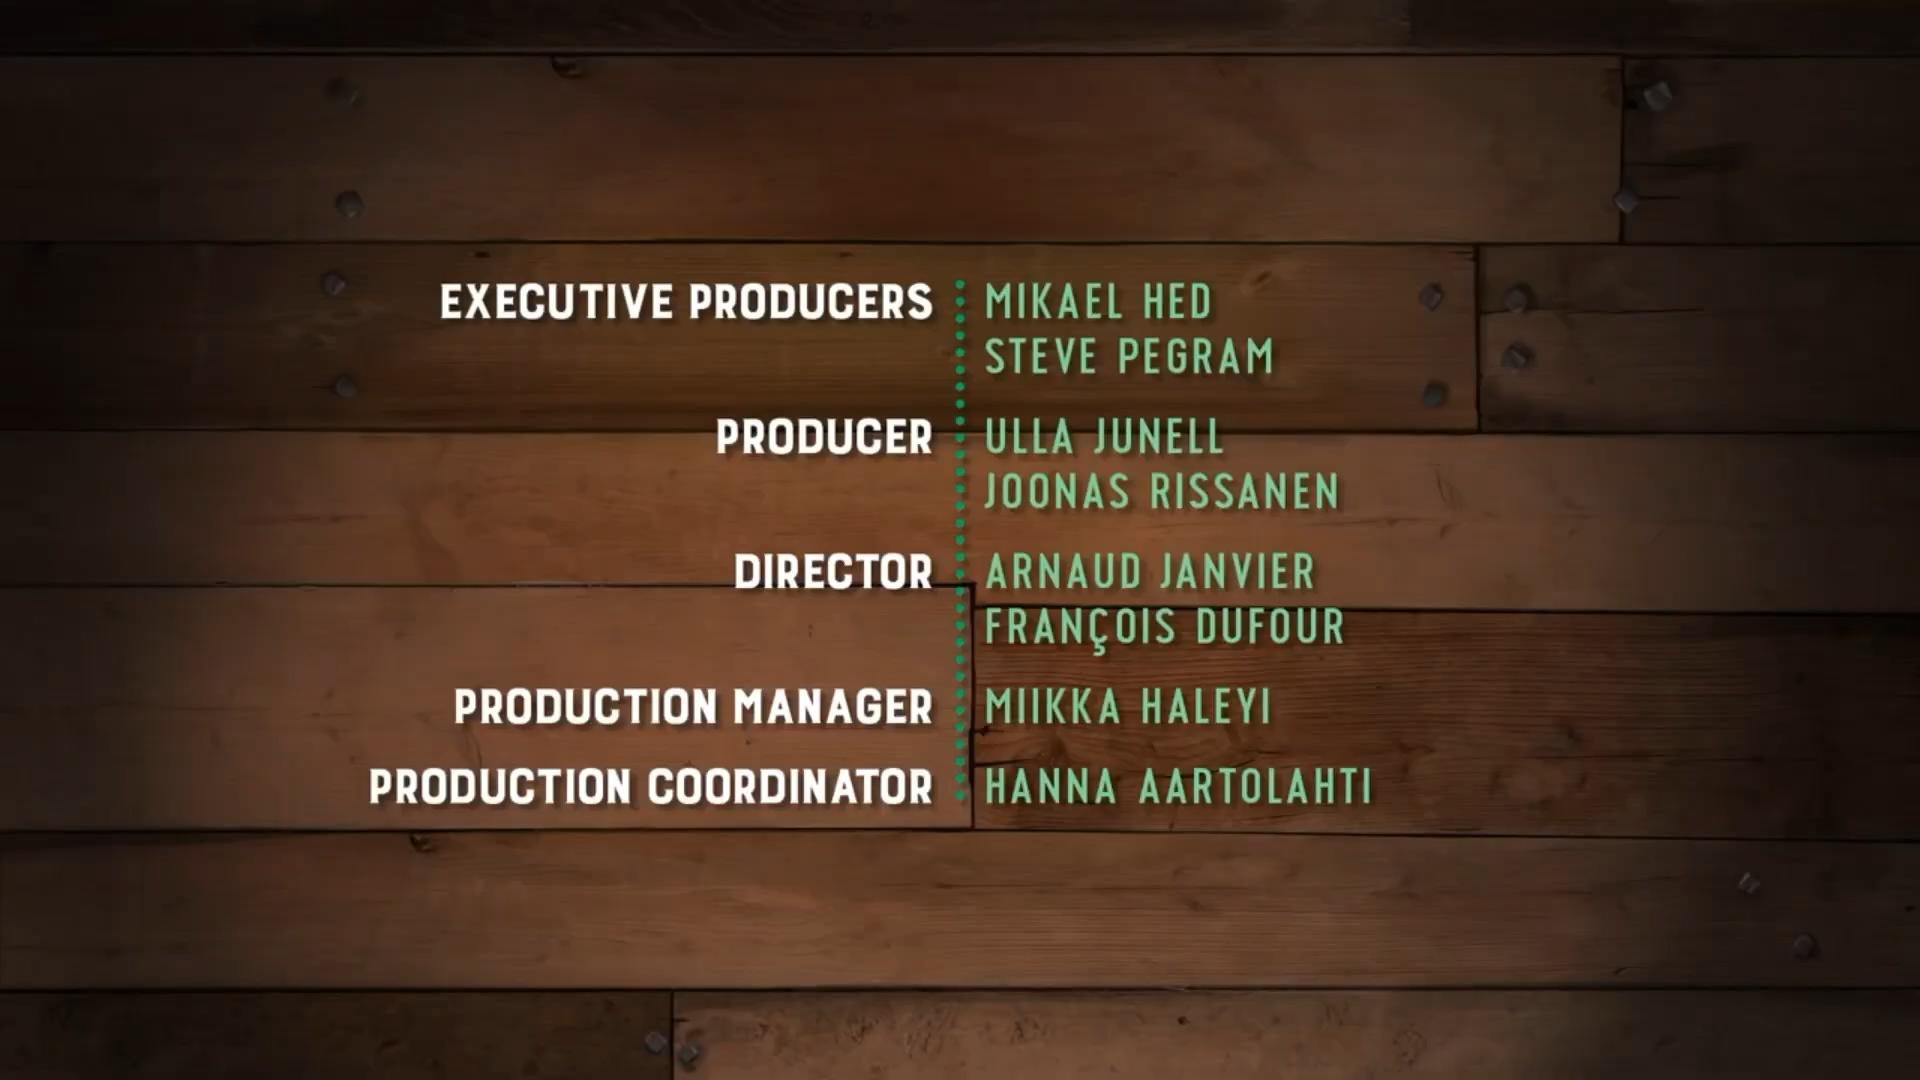 EXECUTIVE PRODUCERS MIKAEL HED
STEVE PEGRAM
PRODUCER ULLA JUNELL
JOONAS RISSANEN
DIRECTOR ARNAUD JANVIER
FRANÇOIS DUFOUR
PRODUCTION MANAGER MIIKKA HALEYI
PRODUCTION COORDINATOR HANNA AARTOLAHTI